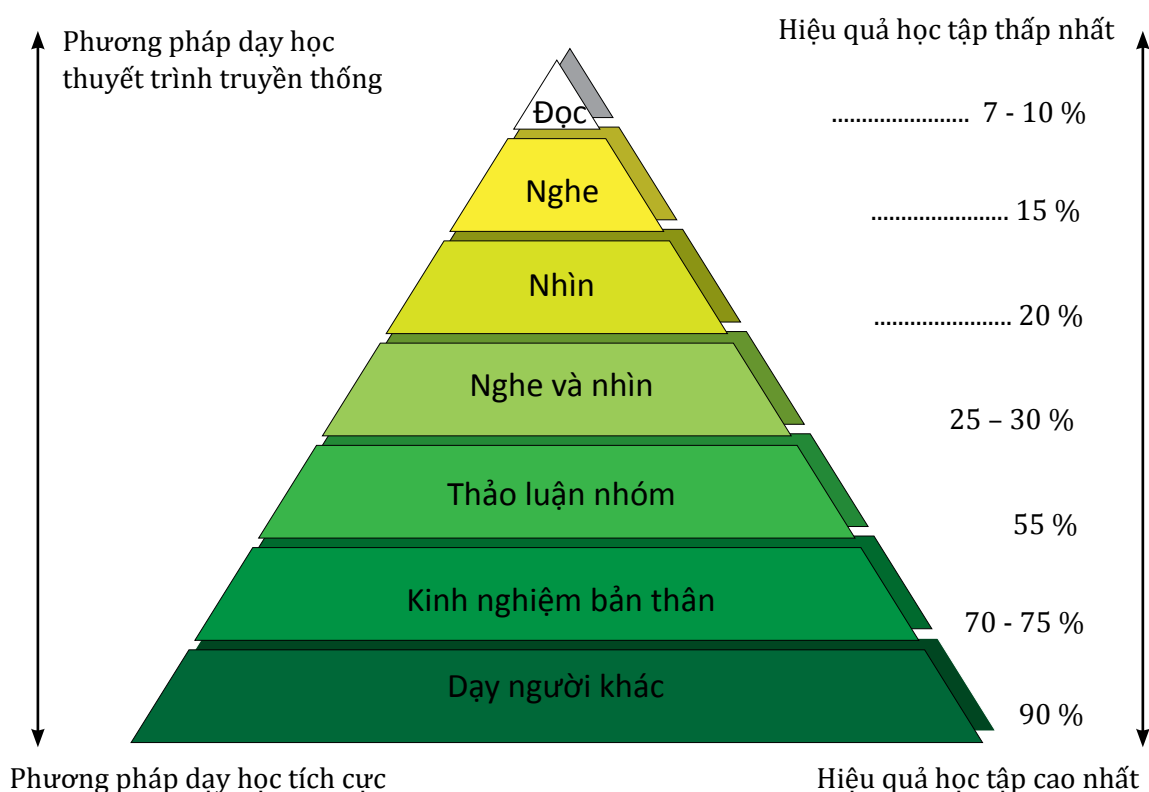 Phương pháp dạy học
thuyết trình truyền thống
Hiệu quả học tập thấp nhất
Đọc
....................... 7 - 10 %
Nghe
....................... 15 %
Nhìn
....................... 20 %
Nghe và nhìn
25 – 30 %
Thảo luận nhóm
55 %
Kinh nghiệm bản thân
70 - 75 %
Dạy người khác
90 %
Phương pháp dạy học tích cực
Hiệu quả học tập cao nhất